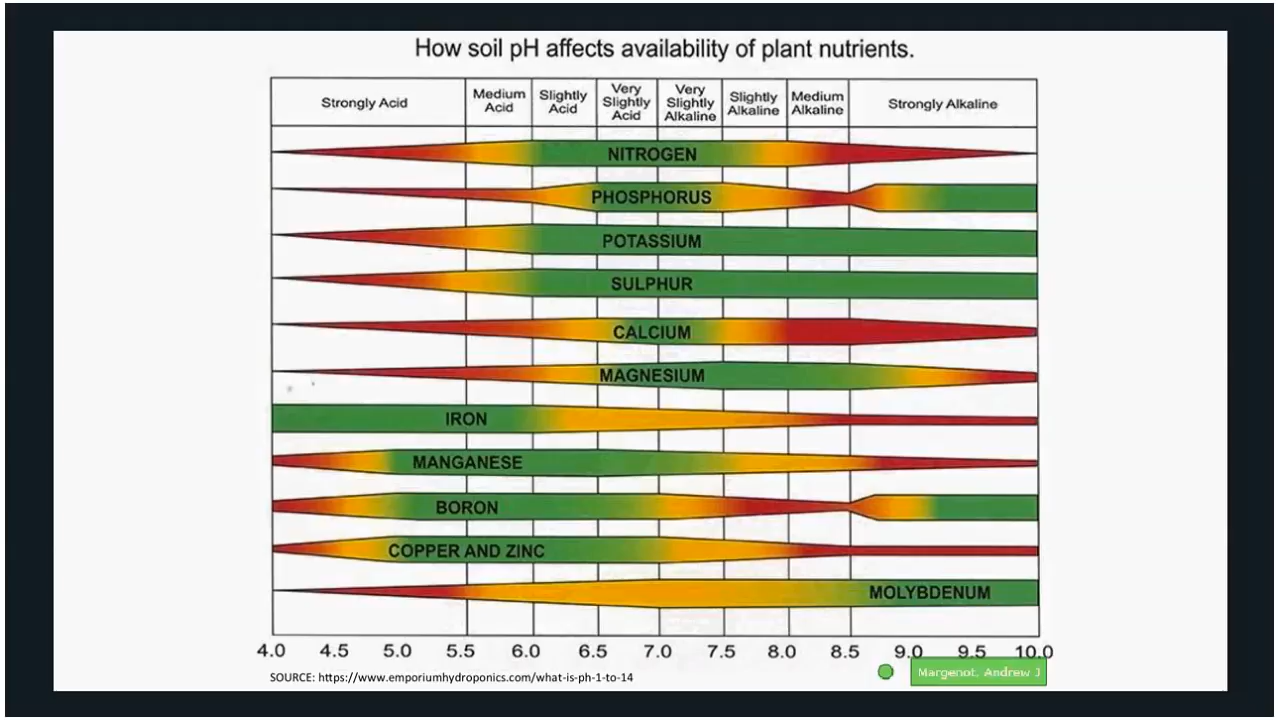 How soil pH affects availability of plant nutrients.
Strongly Acid
Medium
Acid
Slightly
Acid
Very
Slightly
Acid
Very
Slightly
Alkaline
Slightly
Alkaline
Medium
Alkaline
Strongly Alkaline
NITROGEN
PHOSPHORUS
POTASSIUM
SULPHUR
CALCIUM
MAGNESIUM
IRON
MANGANESE
BORON
COPPER AND ZINC
MOLYBDENUM
4.0 4.5 5.0 5.5 6.0 6.5 7.0 7.5 8.0 8.5 9.0 9.5 10.0
SOURCE: https://www.emporiumhydroponics.com/what-is-ph-1-to-14
Margenot, Andrew J